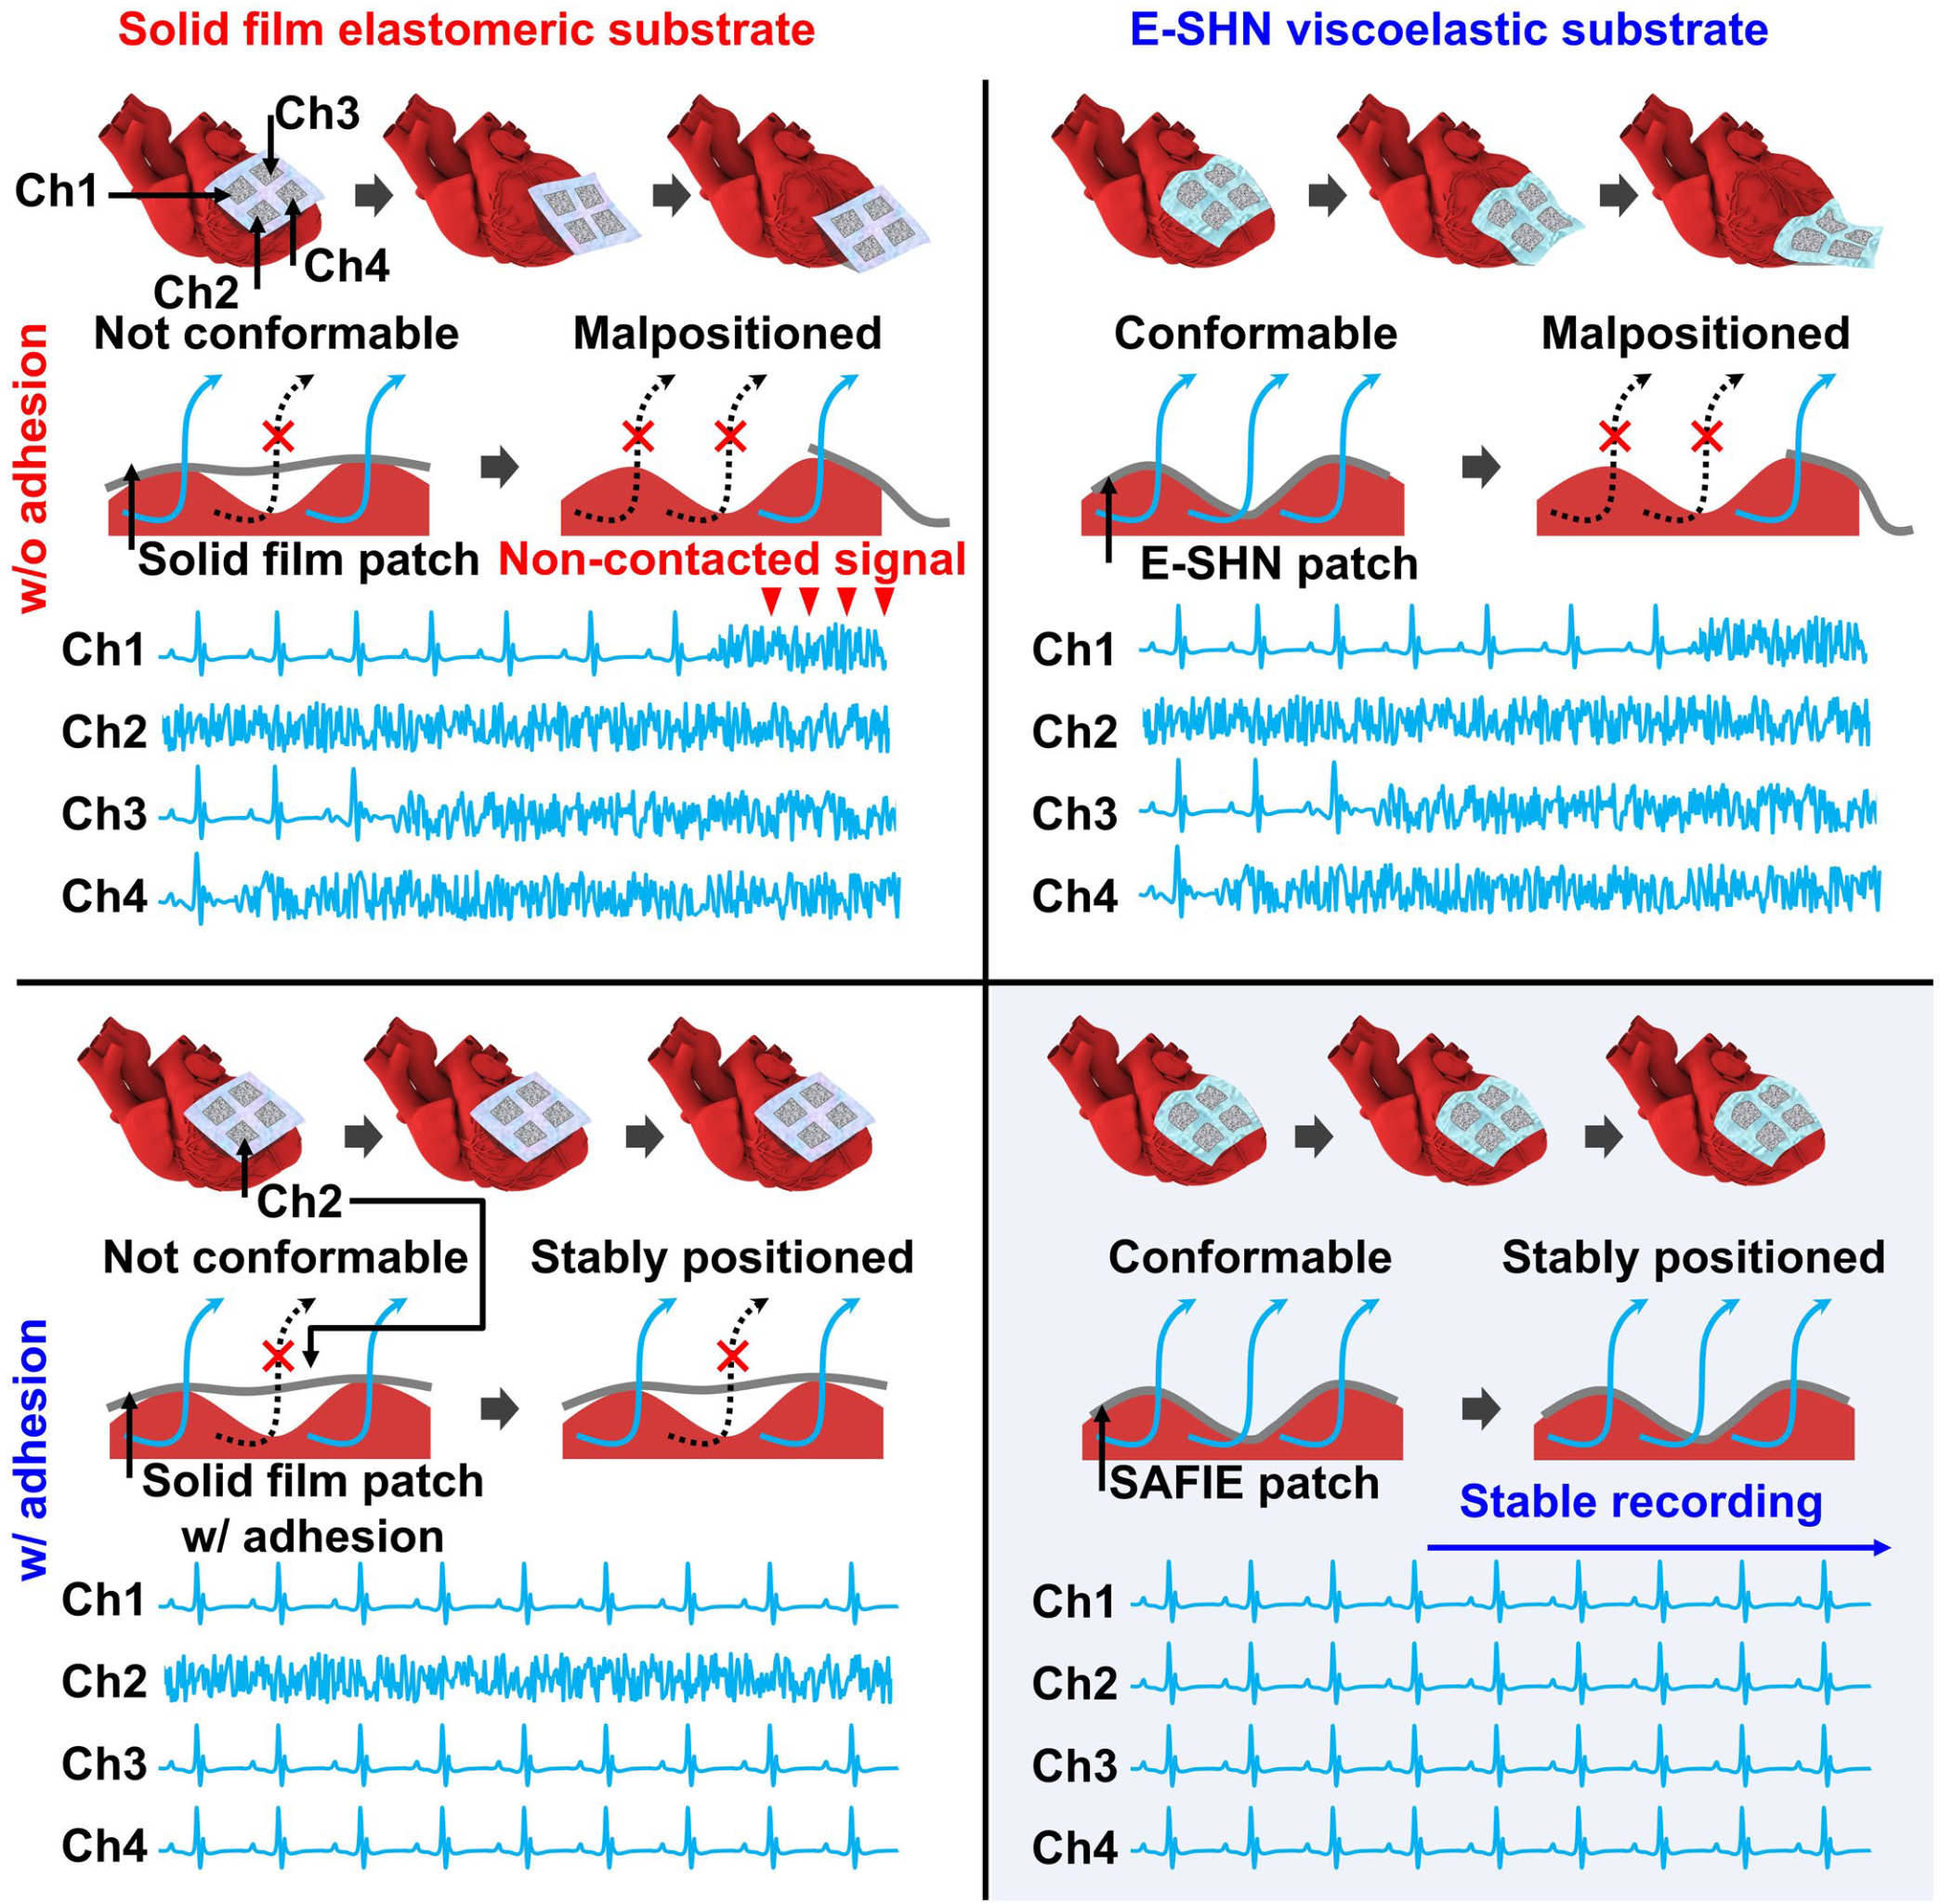 Solid film elastomeric substrate
E-SHN viscoelastic substrate
w/o adhesion
Ch3
Ch1
Ch4
Ch2
Not conformable
Malpositioned
Solid film patch
Non-contacted signal
Ch1
Ch2
Ch3
Ch4
Conformable
Malpositioned
E-SHN patch
Ch1
Ch2
Ch3
Ch4
w/ adhesion
Ch2
Not conformable
Stably positioned
Solid film patch
w/ adhesion
Ch1
Ch2
Ch3
Ch4
Conformable
Stably positioned
SAFIE patch
Stable recording
Ch1
Ch2
Ch3
Ch4